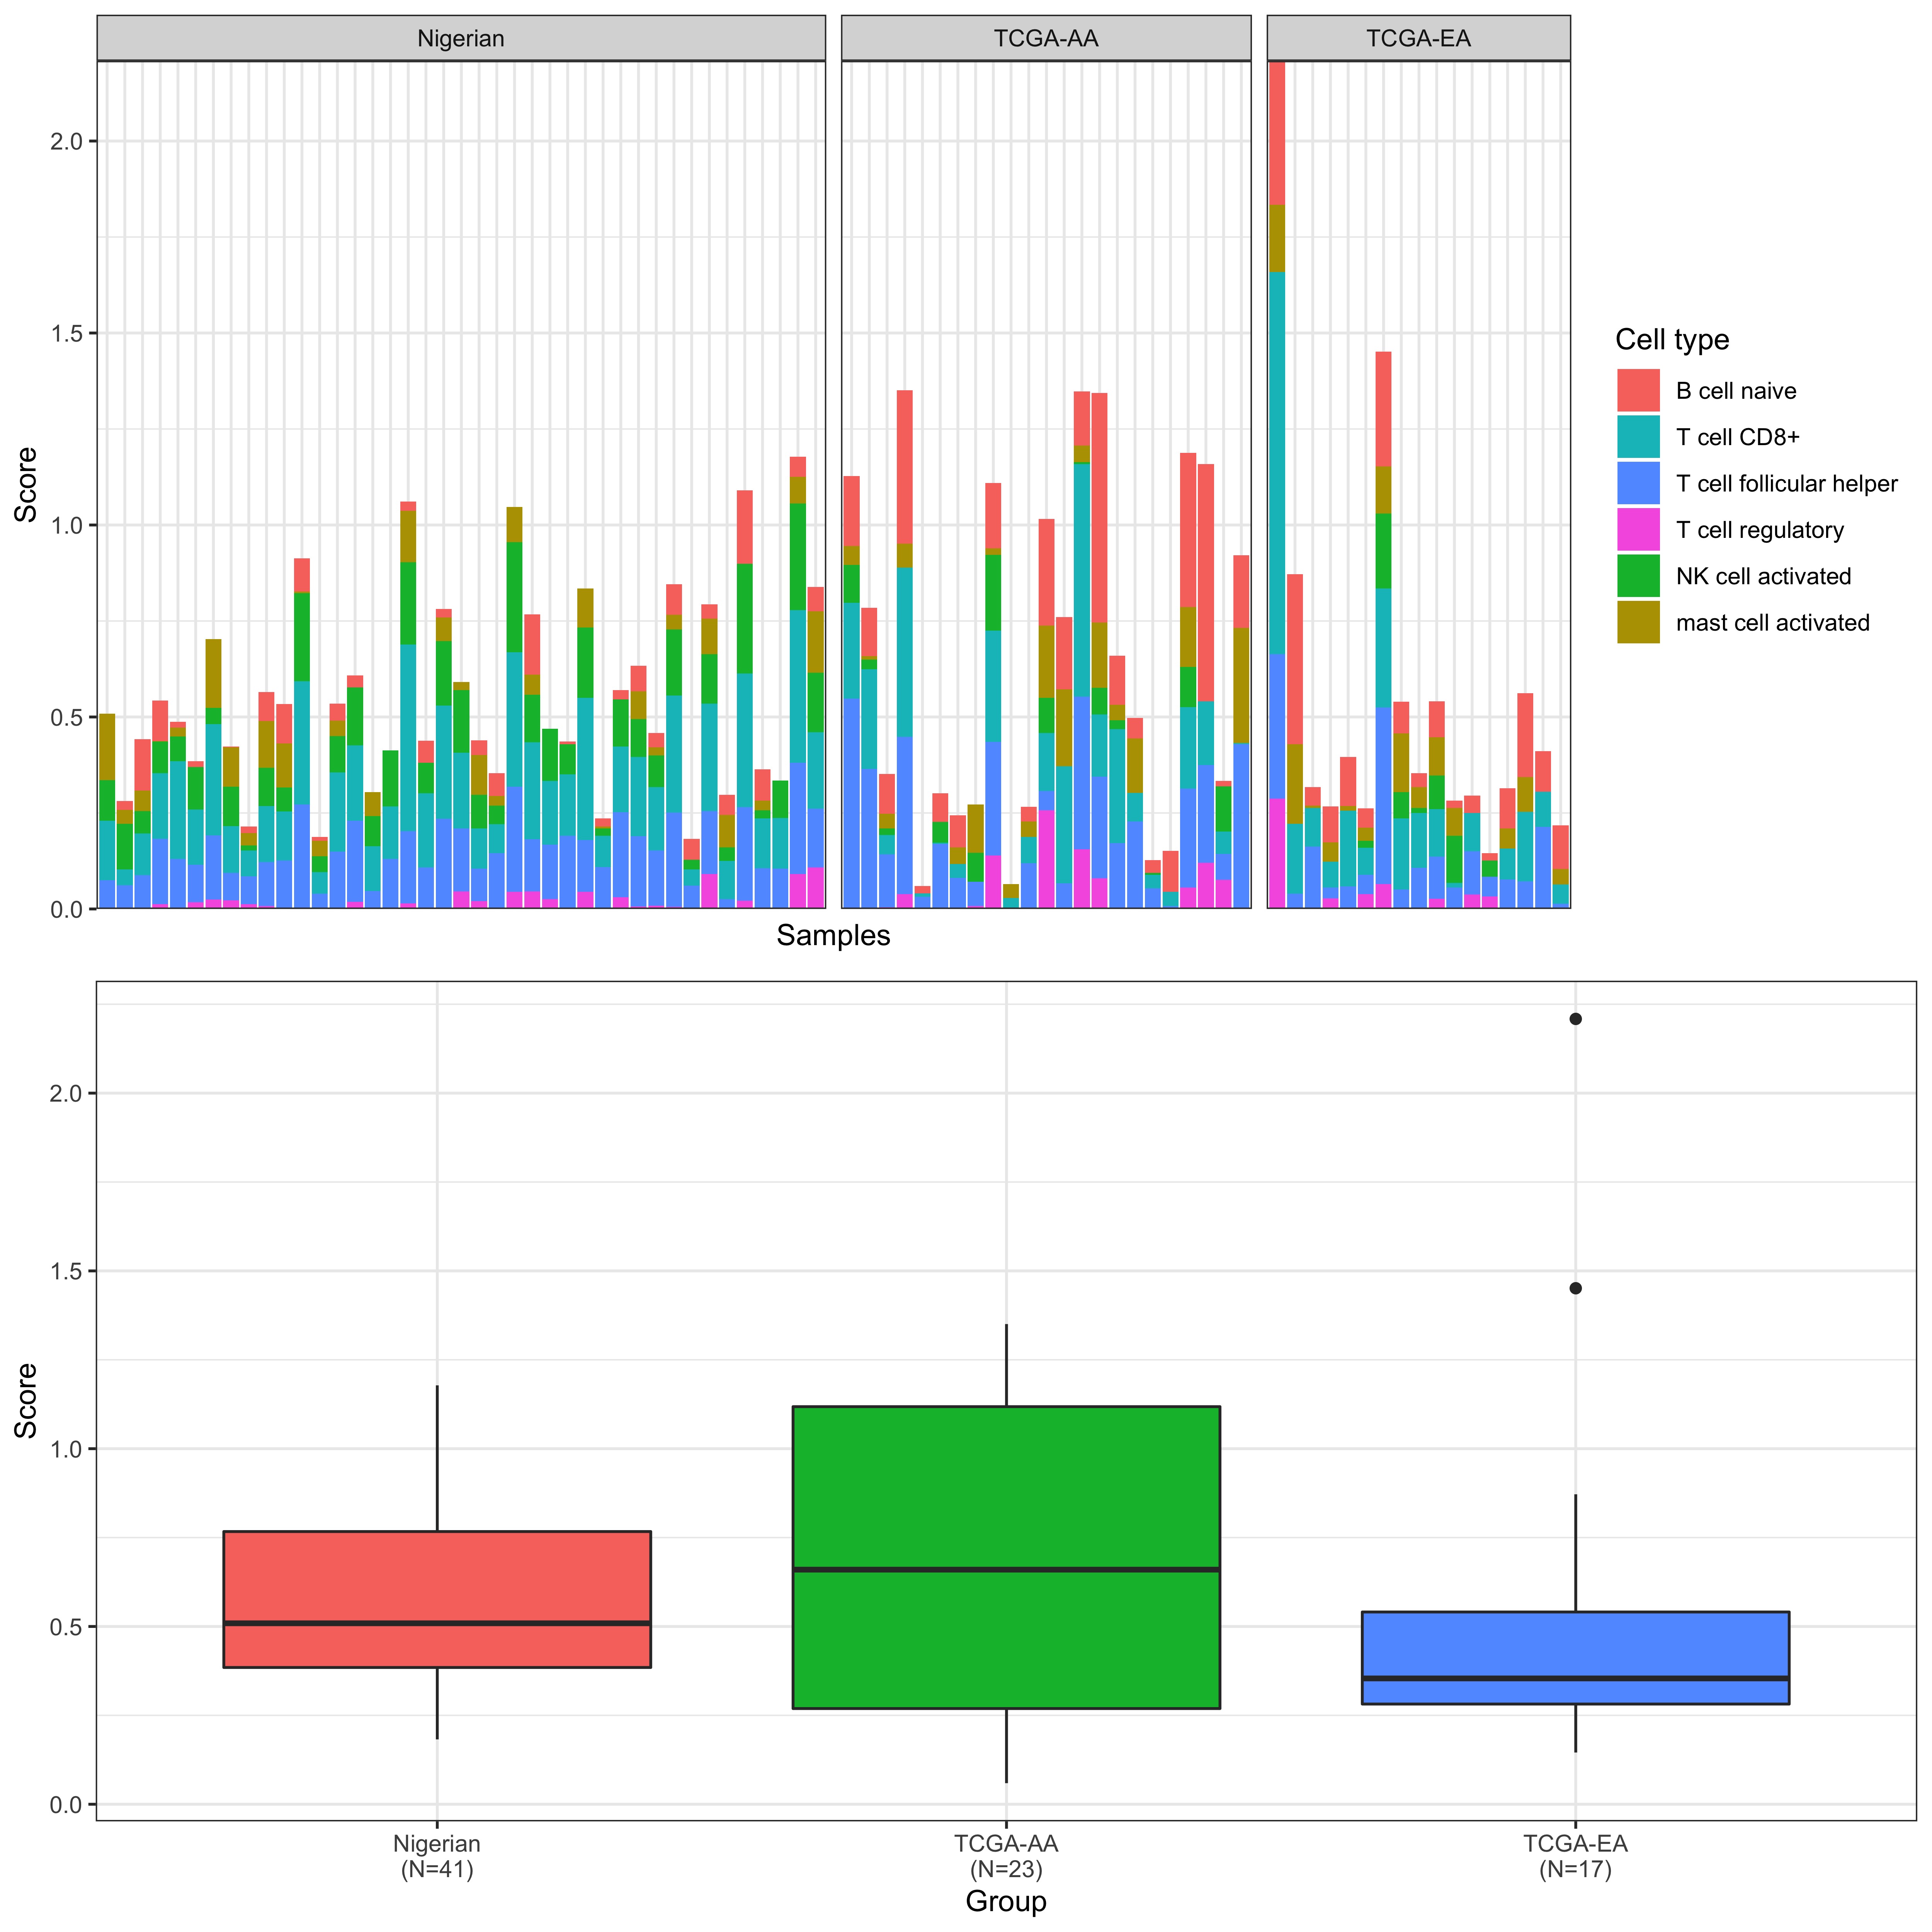 Nigerian
TCGA-AA
TCGA-EA
2.0
1.5
1.0
0.5
0.0
Score
Samples
Cell type
B cell naive
T cell CD8+
T cell follicular helper
T cell regulatory
NK cell activated
mast cell activated
2.0
1.5
1.0
0.5
0.0
Score
Nigerian
(N=41)
TCGA-AA
(N=23)
TCGA-EA
(N=17)
Group